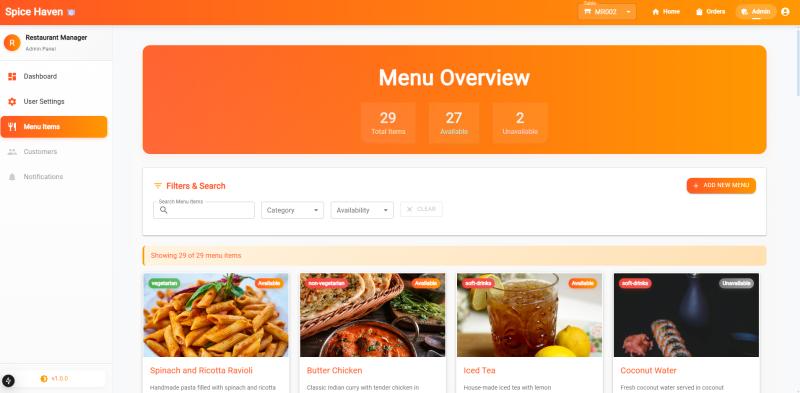 Spice Haven
Table
MR002
Home
Orders
Admin
R
Restaurant Manager
Admin Panel
Dashboard
User Settings
Menu Items
Customers
Notifications
v1.0.0
Menu Overview
29
Total Items
27
Available
2
Unavailable
Filters & Search
ADD NEW MENU
Search Menu Items
Category
Availability
CLEAR
Showing 29 of 29 menu items
vegetarian
Available
Spinach and Ricotta Ravioli
Handmade pasta filled with spinach and ricotta
non-vegetarian
Available
Butter Chicken
Classic Indian curry with tender chicken in
soft-drinks
Available
Iced Tea
House-made iced tea with lemon
soft-drinks
Unavailable
Coconut Water
Fresh coconut water served in coconut